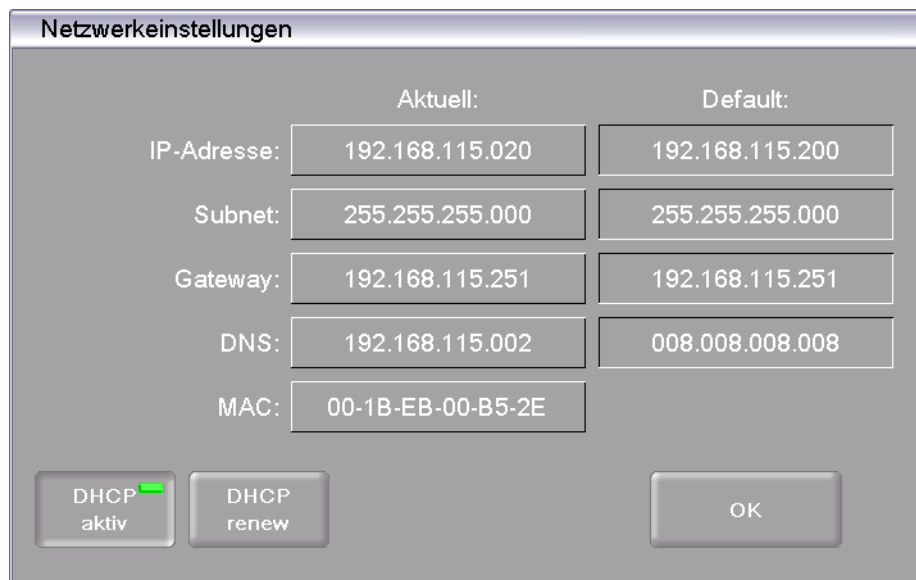 Netzwerkeinstellungen
Aktuell: Default:
IP-Adresse: 192.168.115.020 192.168.115.200
Subnet: 255.255.255.000 255.255.255.000
Gateway: 192.168.115.251 192.168.115.251
DNS: 192.168.115.002 008.008.008.008
MAC: 00-1B-EB-00-B5-2E
DHCP aktiv
DHCP renew
OK